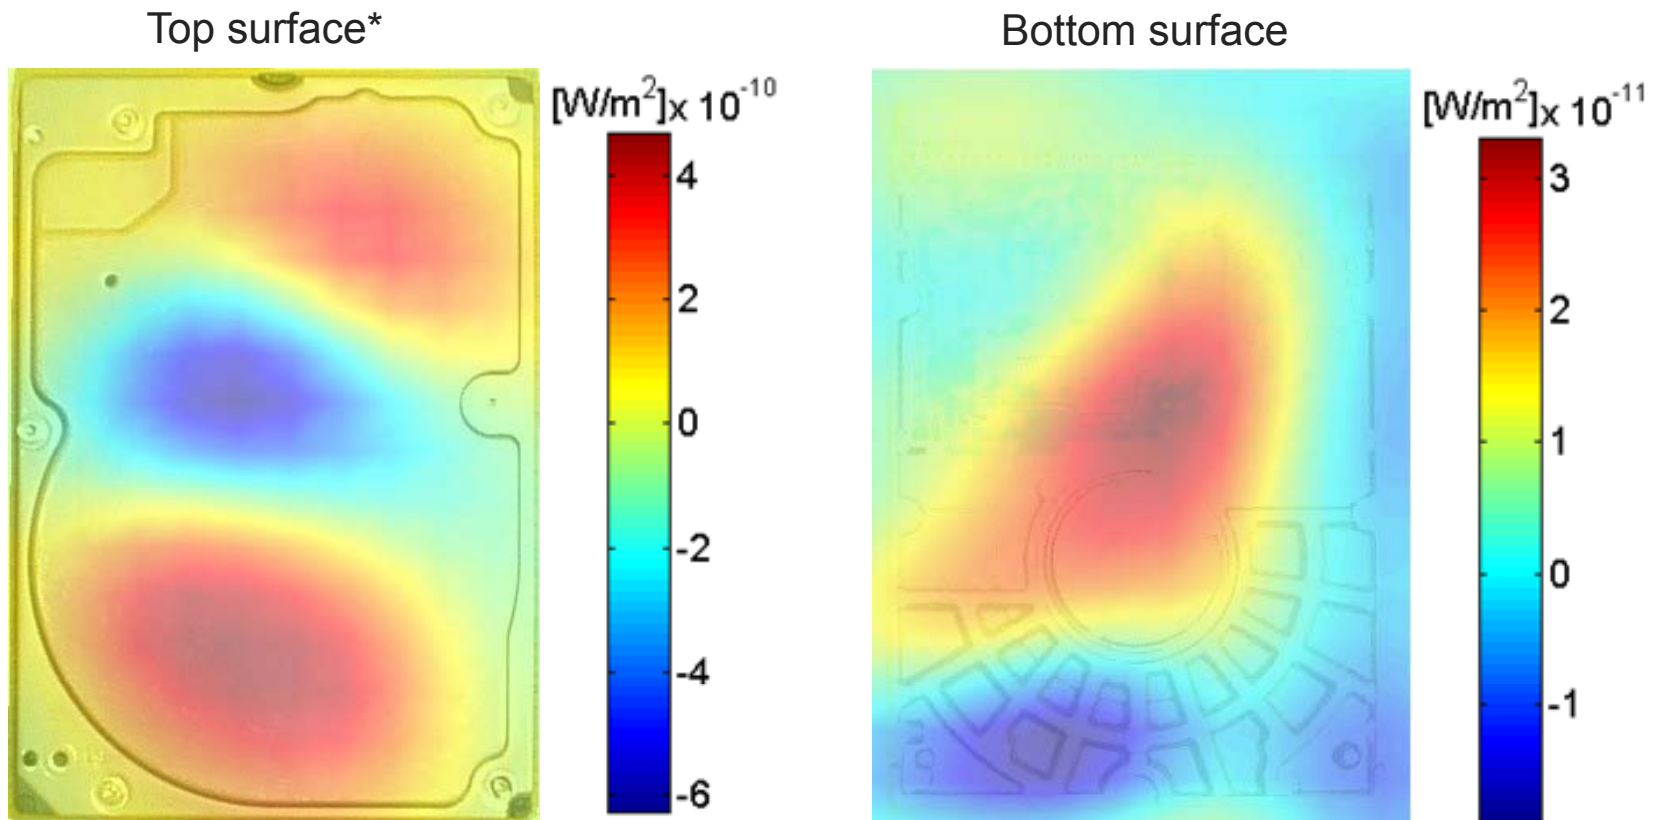 Top surface*
Bottom surface
[W/m²]x 10⁻¹⁰
4
2
0
-2
-4
-6
[W/m²]x 10⁻¹¹
3
2
1
0
-1